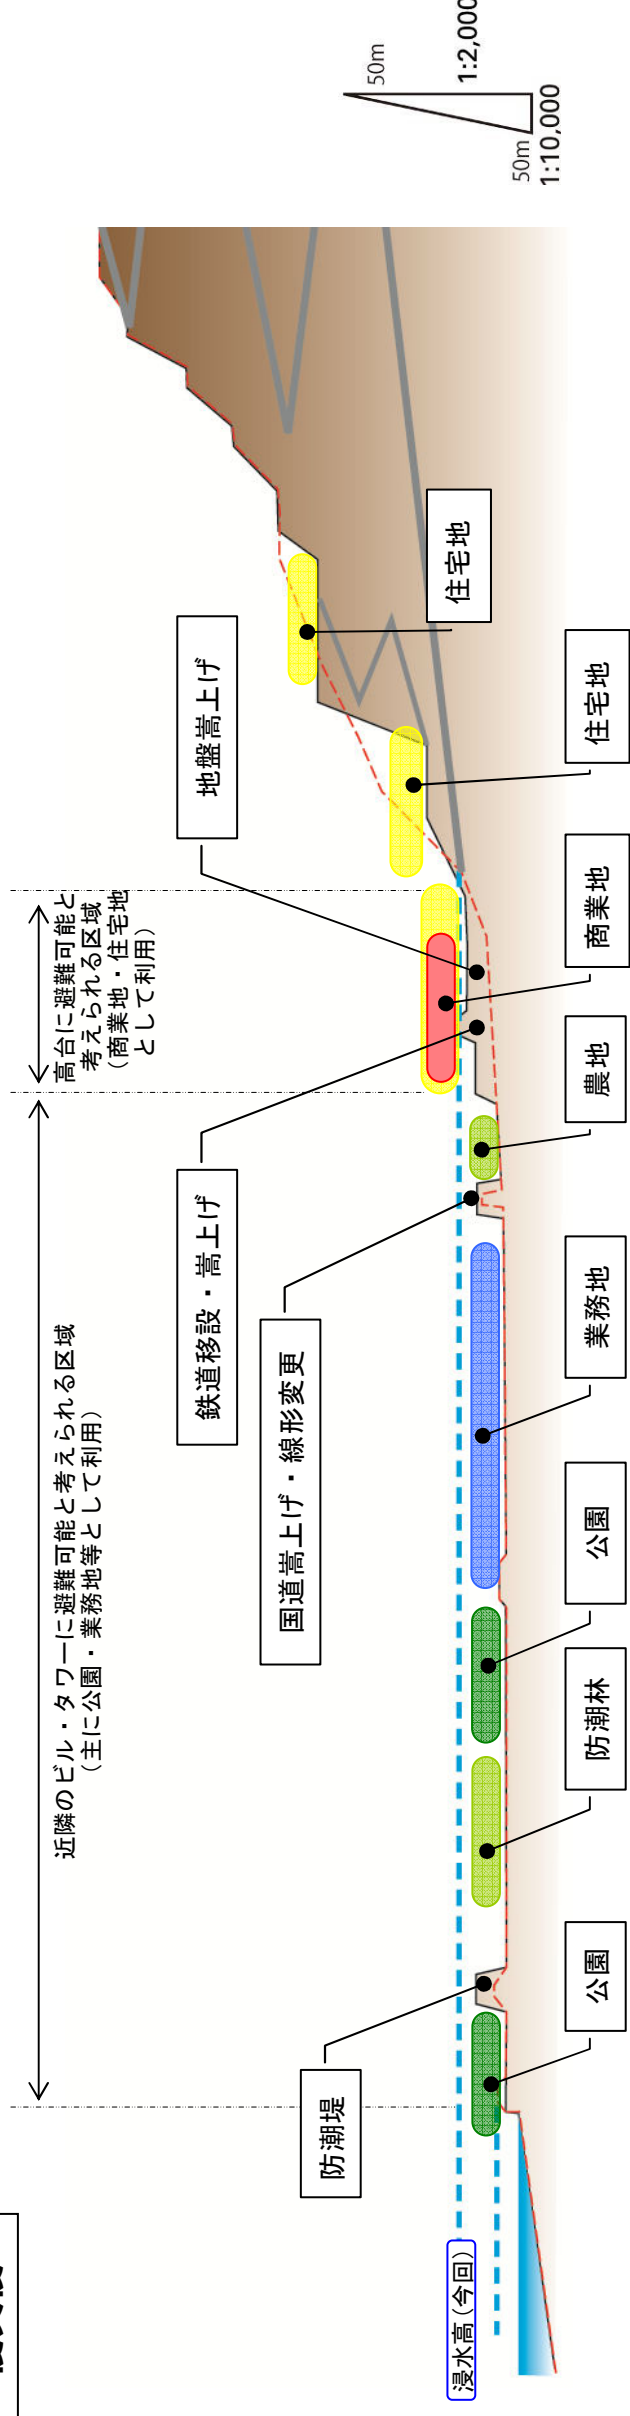 近隣のビル・タワーに避難可能と考えられる区域
（主に公園・業務地等として利用）
高台に避難可能と
考えられる区域
（商業地・住宅地
として利用）
防潮堤
国道嵩上げ・線形変更
鉄道移設・嵩上げ
地盤嵩上げ
浸水高(今回)
公園
防潮林
公園
業務地
農地
商業地
住宅地
住宅地
50m
1:2,000
50m
1:10,000